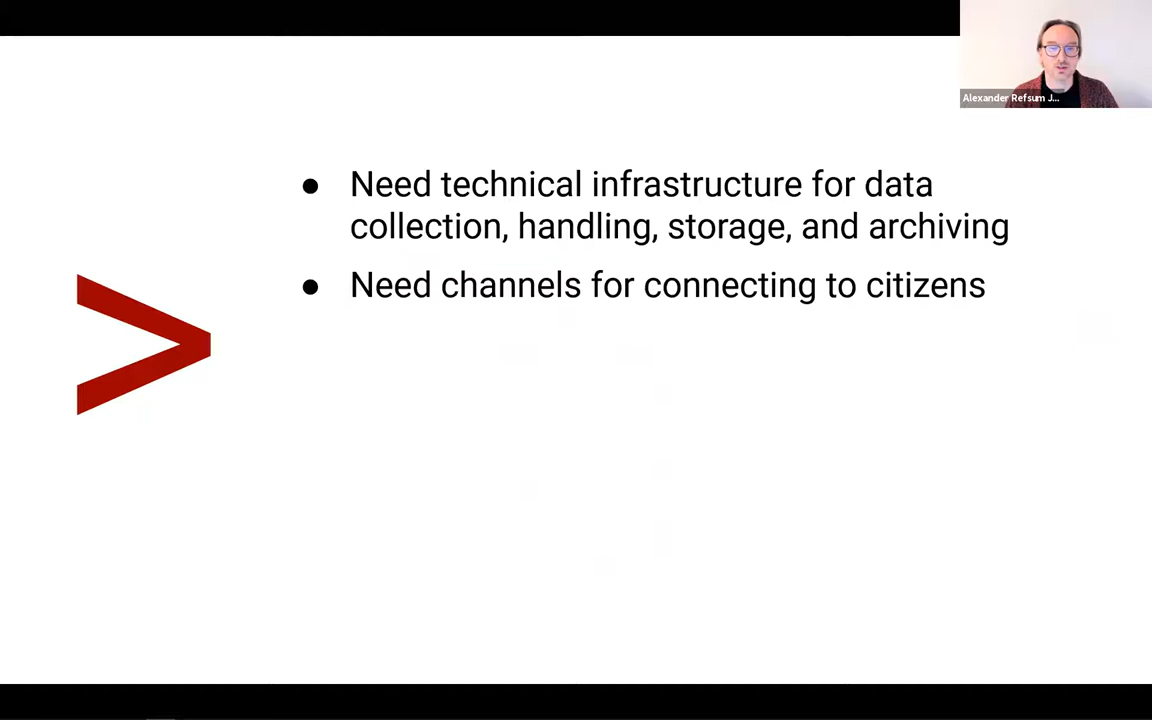 Alexander Refsum J...
● Need technical infrastructure for data
collection, handling, storage, and archiving
● Need channels for connecting to citizens
>